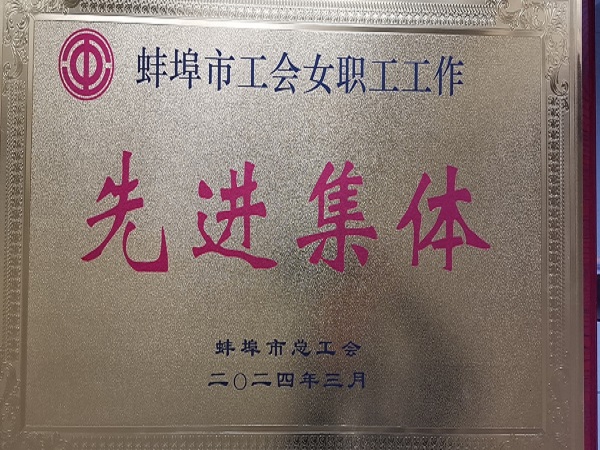 蚌埠市工会女职工工作
先进集体
蚌埠市总工会
二〇二四年三月